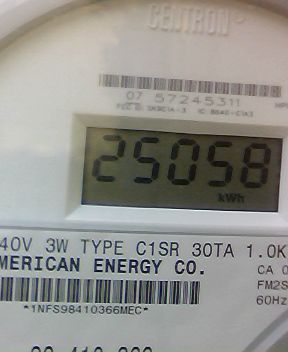 CENTRON
07 57245311
25058
kWh
40V 3W TYPE C1SR 30TA 1.0K
MERICAN ENERGY CO.
CA 0
FM2S
60Hz
*1NFS98410366MEC*